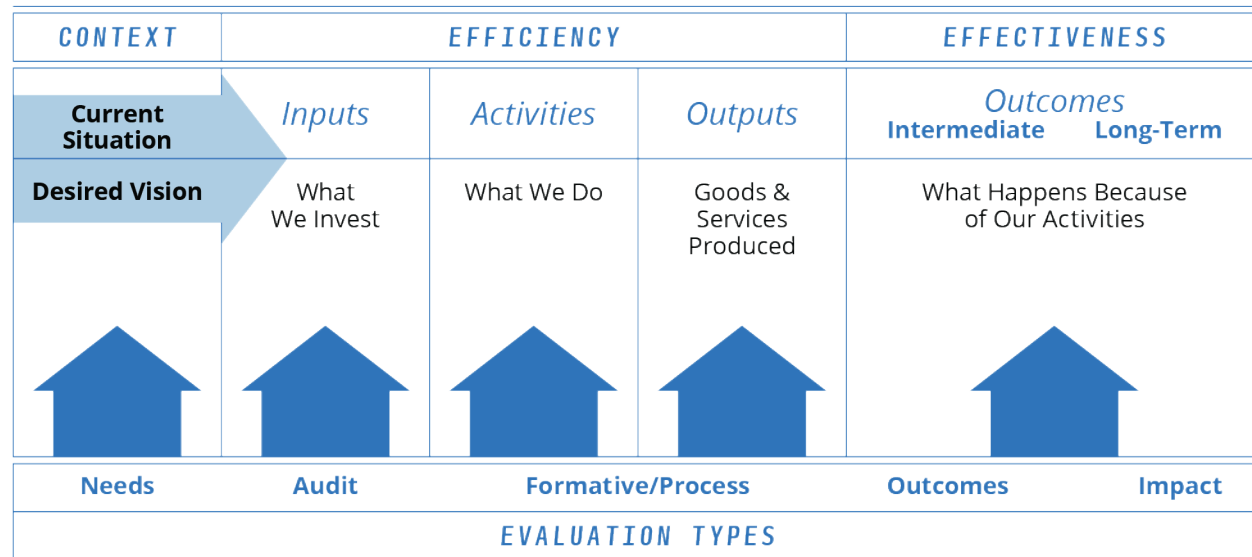 CONTEXT
EFFICIENCY
EFFECTIVENESS
Current
Situation
Inputs
Activities
Outputs
Outcomes
Intermediate
Long-Term
Desired Vision
What
We Invest
What We Do
Goods &
Services
Produced
What Happens Because
of Our Activities
Needs
Audit
Formative/Process
Outcomes
Impact
EVALUATION TYPES